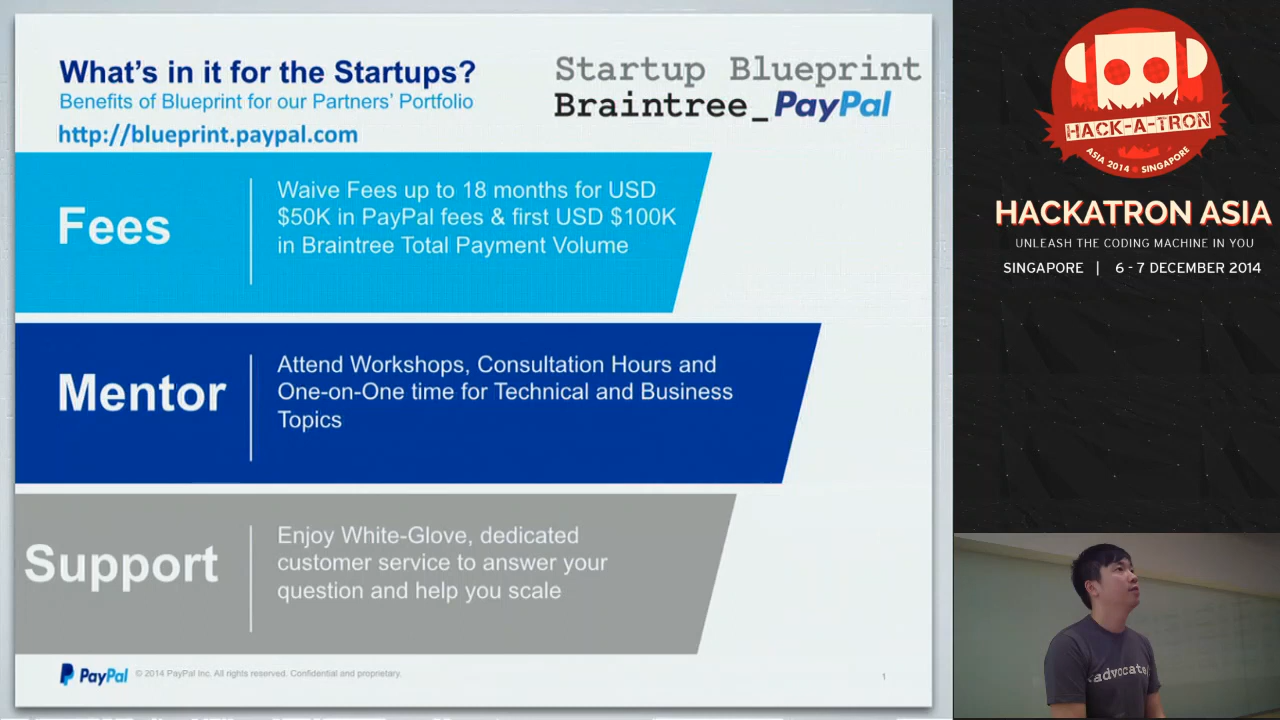 What's in it for the Startups?
Benefits of Blueprint for our Partners' Portfolio
http://blueprint.paypal.com
Startup Blueprint
Braintree_PayPal
Fees
Waive Fees up to 18 months for USD
$50K in PayPal fees & first USD $100K
in Braintree Total Payment Volume
Mentor
Attend Workshops, Consultation Hours and
One-on-One time for Technical and Business
Topics
Support
Enjoy White-Glove, dedicated
customer service to answer your
question and help you scale
PayPal © 2014 PayPal Inc. All rights reserved. Confidential and proprietary.
1
HACK-A-TRON
ASIA 2014 SINGAPORE
HACKATRON ASIA
UNLEASH THE CODING MACHINE IN YOU
SINGAPORE | 6 - 7 DECEMBER 2014
<advocate